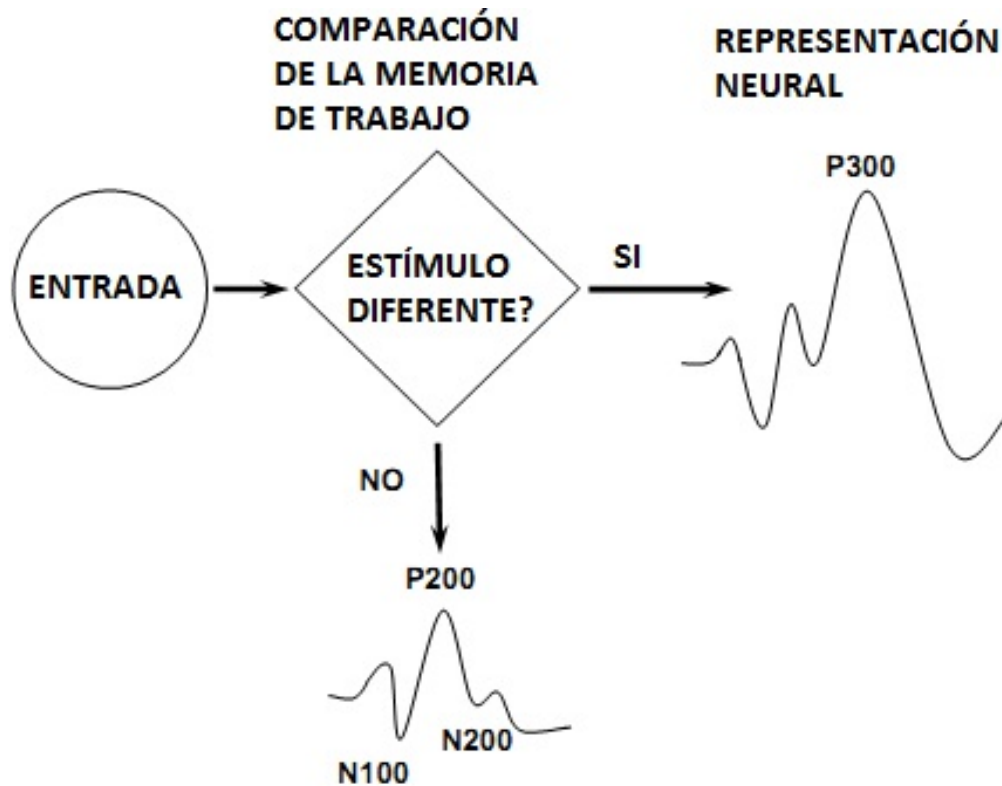 COMPARACIÓN
DE LA MEMORIA
DE TRABAJO
REPRESENTACIÓN
NEURAL
P300
ENTRADA
ESTÍMULO
DIFERENTE?
SI
NO
P200
N200
N100